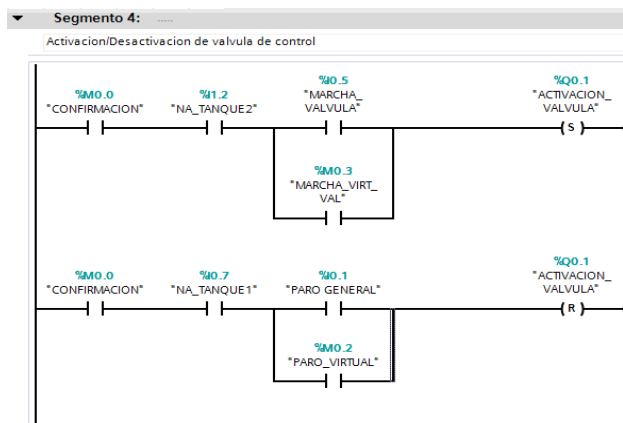 Segmento 4: .....
Activacion/Desactivacion de valvula de control
%M0.0 %I1.2 %I0.5 %Q0.1
"CONFIRMACION" "NA_TANQUE2" "MARCHA_ "ACTIVACION_
VALVULA" VALVULA"
S
%M0.3
"MARCHA_VIRT_
VAL"
%M0.0 %I0.7 %I0.1 %Q0.1
"CONFIRMACION" "NA_TANQUE1" "PARO GENERAL" "ACTIVACION_
VALVULA"
R
%M0.2
"PARO_VIRTUAL"